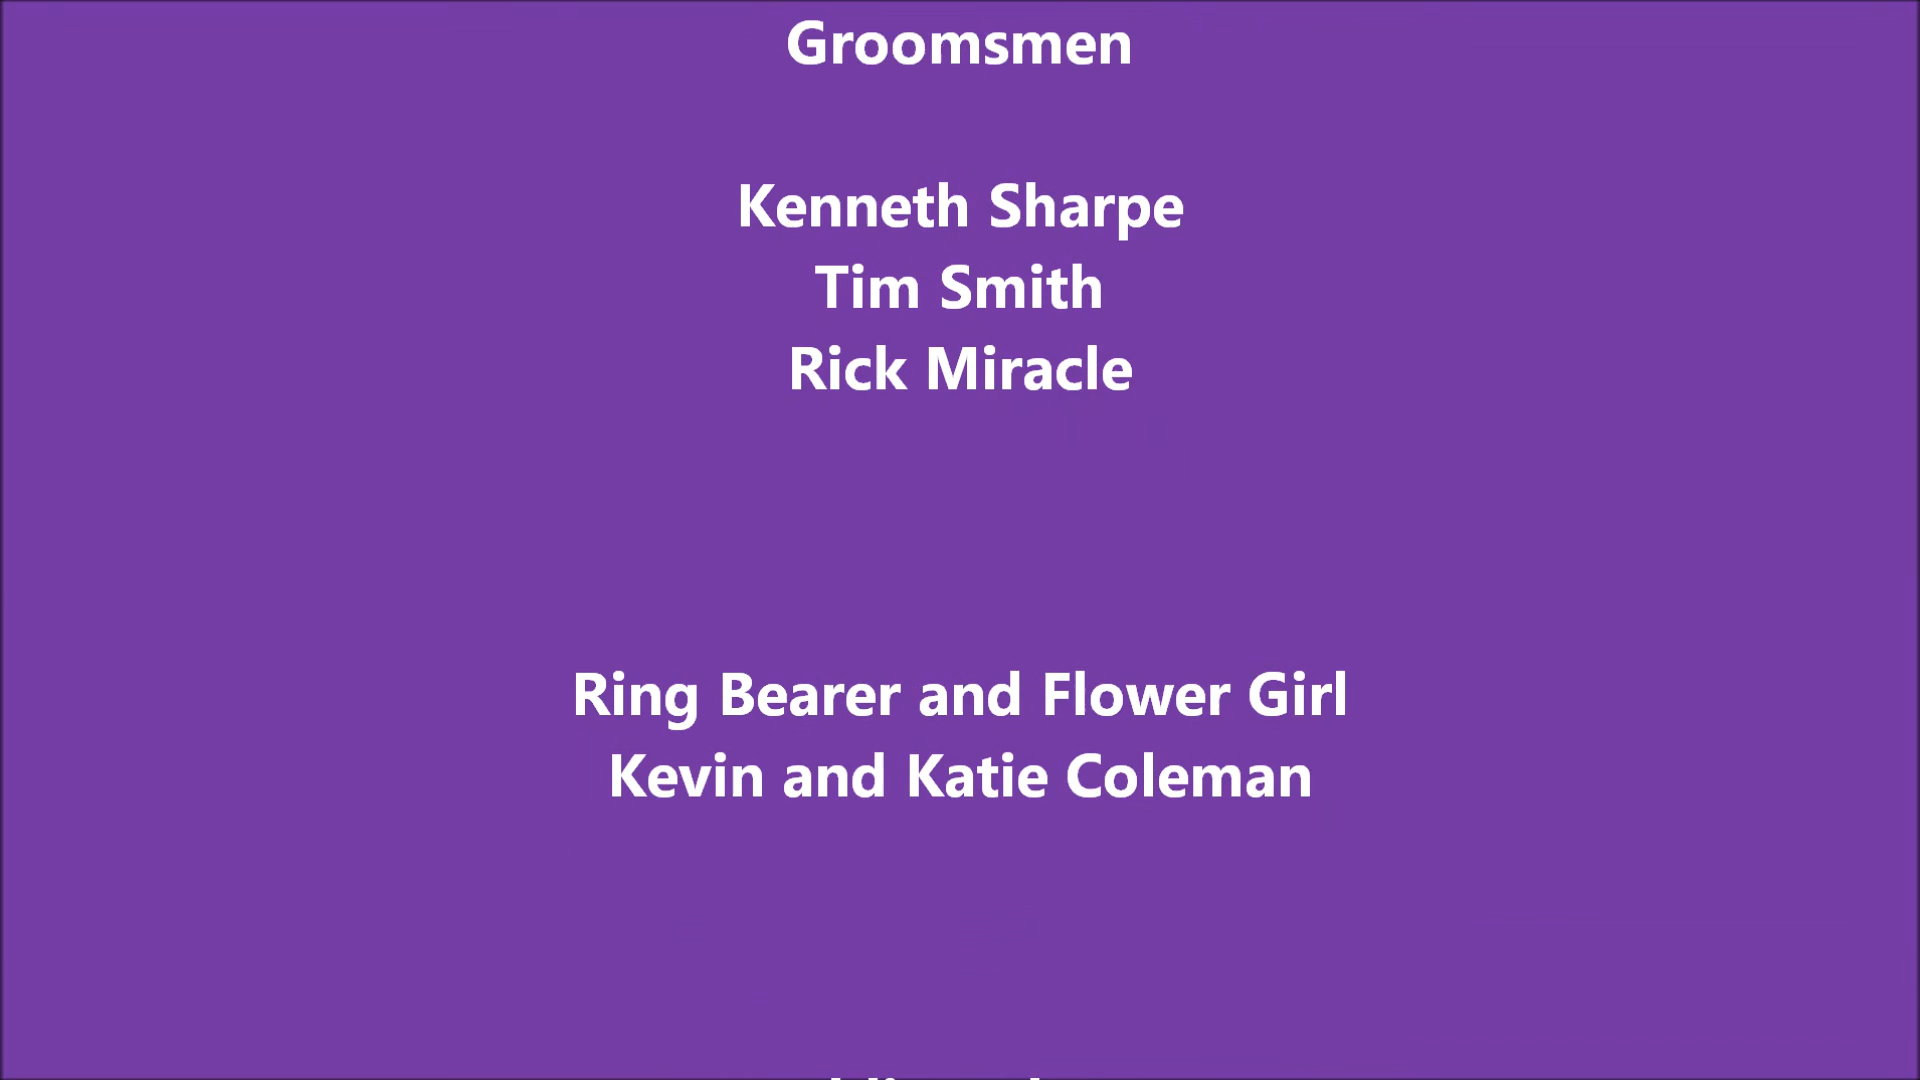 Groomsmen
Kenneth Sharpe
Tim Smith
Rick Miracle
Ring Bearer and Flower Girl
Kevin and Katie Coleman